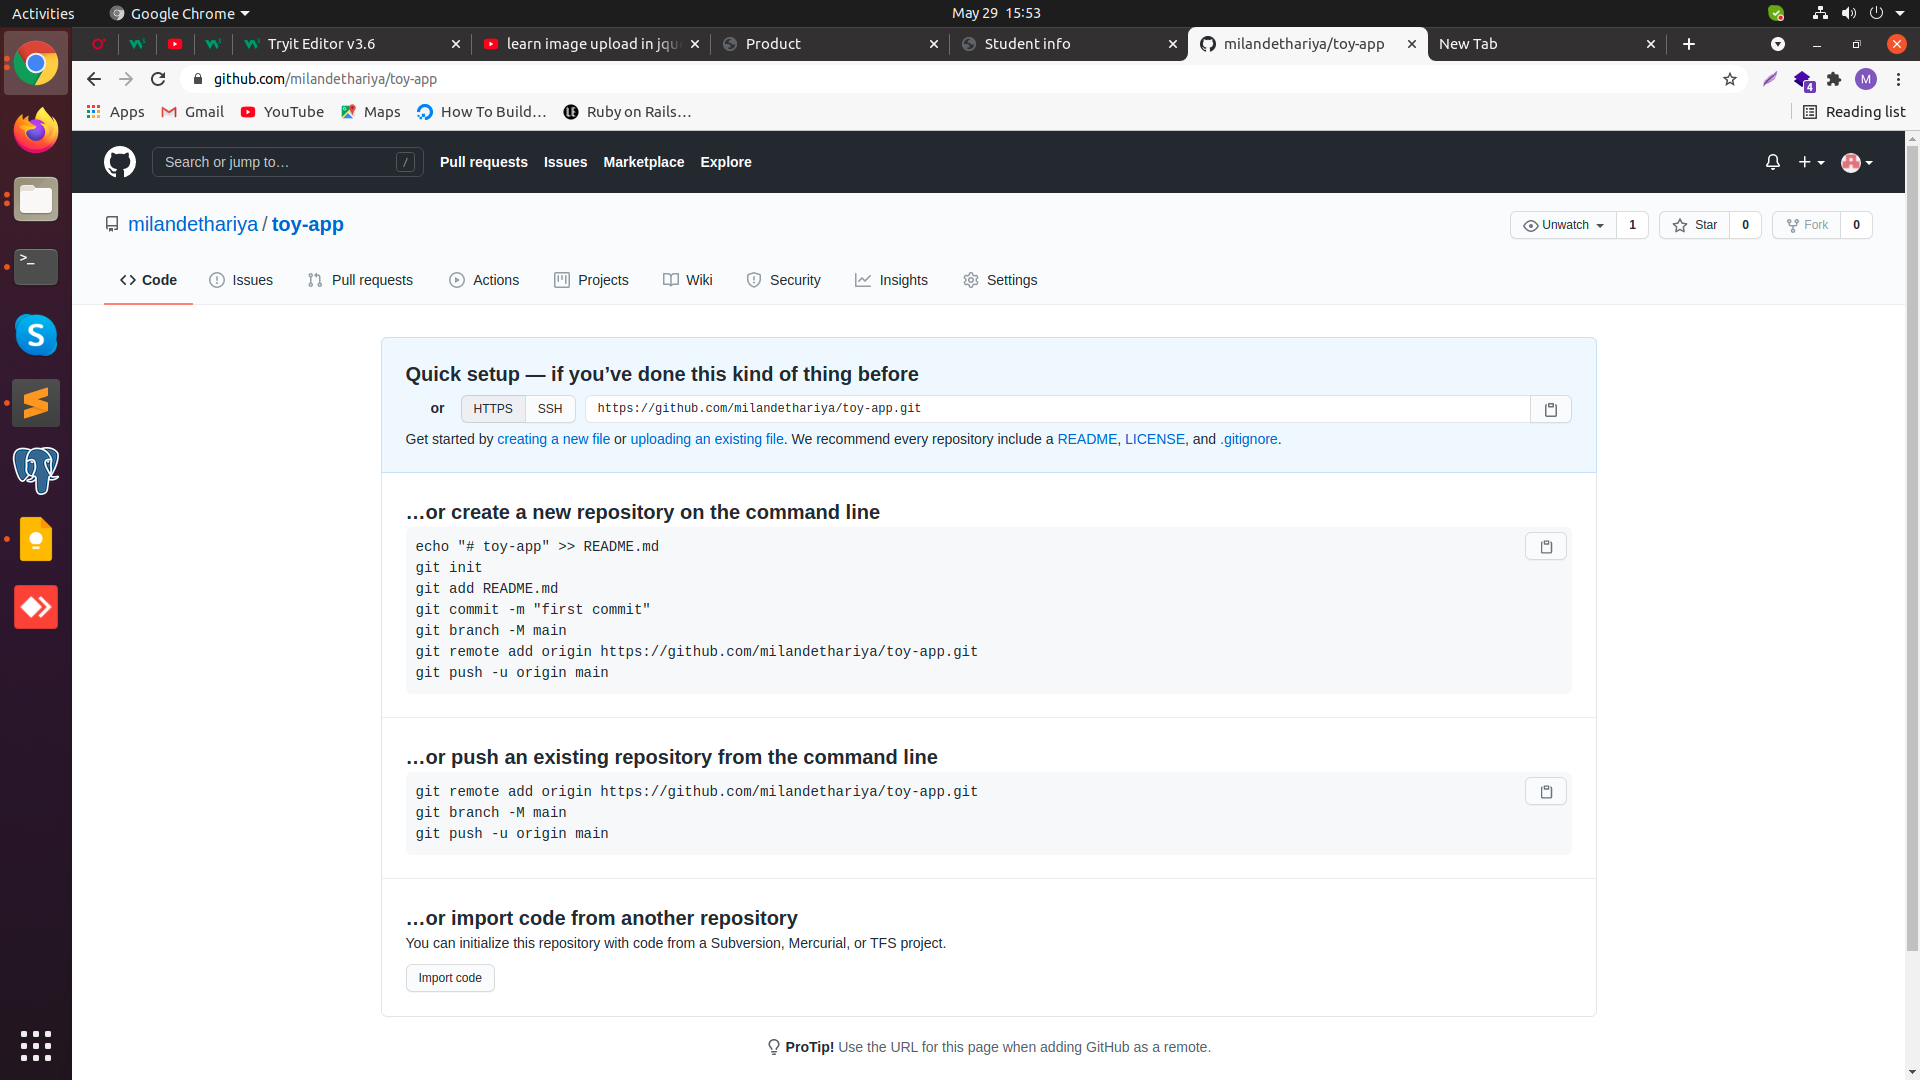 Activities Google Chrome May 29 15:53
Tryit Editor v3.6 learn image upload in jqu Product Student info milandethariya/toy-app New Tab
github.com/milandethariya/toy-app 4 M
Apps Gmail YouTube Maps How To Build… Ruby on Rails… Reading list
Search or jump to… / Pull requests Issues Marketplace Explore
milandethariya / toy-app Unwatch 1 Star 0 Fork 0
Code Issues Pull requests Actions Projects Wiki Security Insights Settings
Quick setup — if you’ve done this kind of thing before
or HTTPS SSH https://github.com/milandethariya/toy-app.git
Get started by creating a new file or uploading an existing file. We recommend every repository include a README, LICENSE, and .gitignore.
…or create a new repository on the command line
echo "# toy-app" >> README.md
git init
git add README.md
git commit -m "first commit"
git branch -M main
git remote add origin https://github.com/milandethariya/toy-app.git
git push -u origin main
…or push an existing repository from the command line
git remote add origin https://github.com/milandethariya/toy-app.git
git branch -M main
git push -u origin main
…or import code from another repository
You can initialize this repository with code from a Subversion, Mercurial, or TFS project.
Import code
ProTip! Use the URL for this page when adding GitHub as a remote.